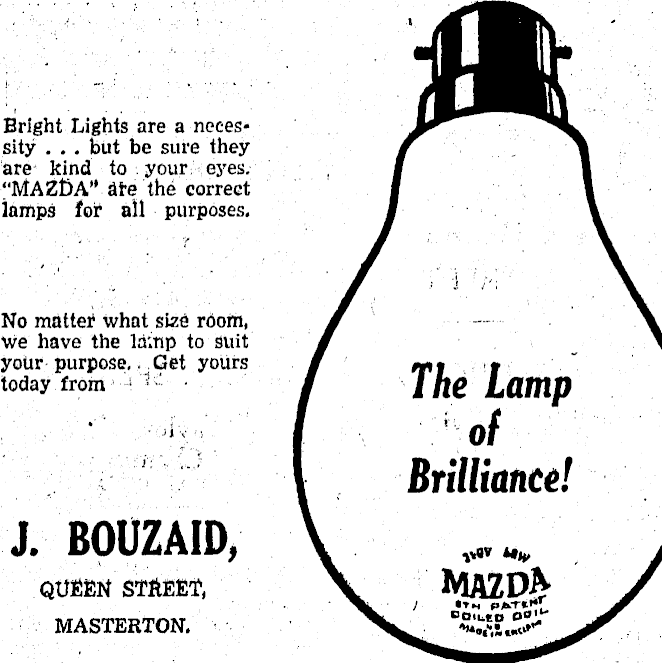 Bright Lights are a neces-
sity . . . but be sure they
are kind to your eyes.
"MAZDA" are the correct
lamps for all purposes.
No matter what size room,
we have the lamp to suit
your purpose. Get yours
today from
J. BOUZAID,
QUEEN STREET,
MASTERTON.
The Lamp
of
Brilliance!
MAZDA
BTH PATENT
COILED COIL
MADE IN ENGLAND